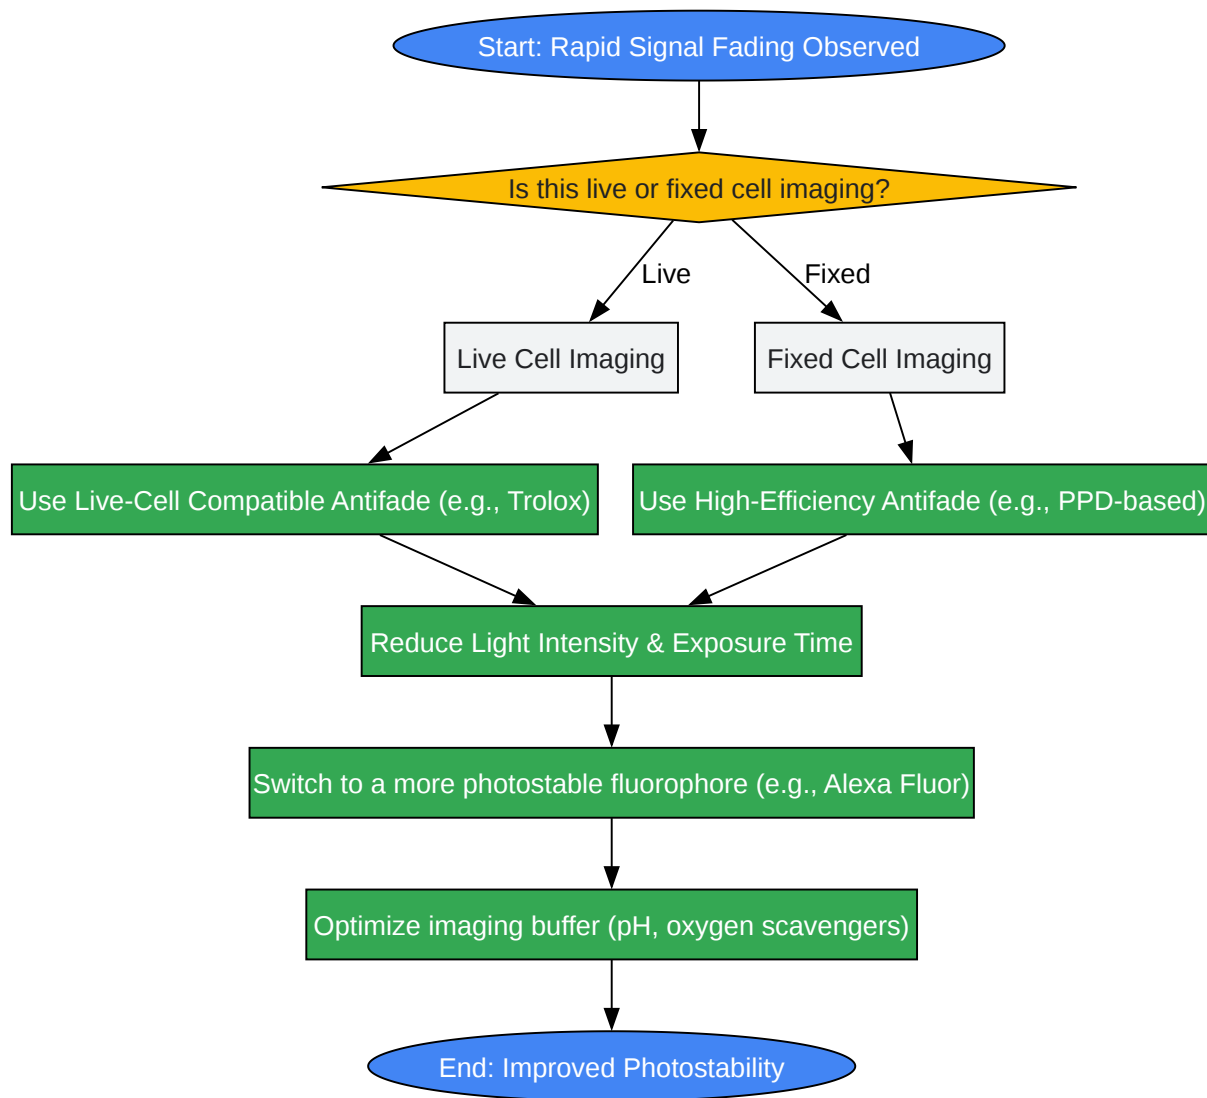 Start: Rapid Signal Fading Observed
Is this live or fixed cell imaging?
Live
Fixed
Live Cell Imaging
Fixed Cell Imaging
Use Live-Cell Compatible Antifade (e.g., Trolox)
Use High-Efficiency Antifade (e.g., PPD-based)
Reduce Light Intensity & Exposure Time
Switch to a more photostable fluorophore (e.g., Alexa Fluor)
Optimize imaging buffer (pH, oxygen scavengers)
End: Improved Photostability